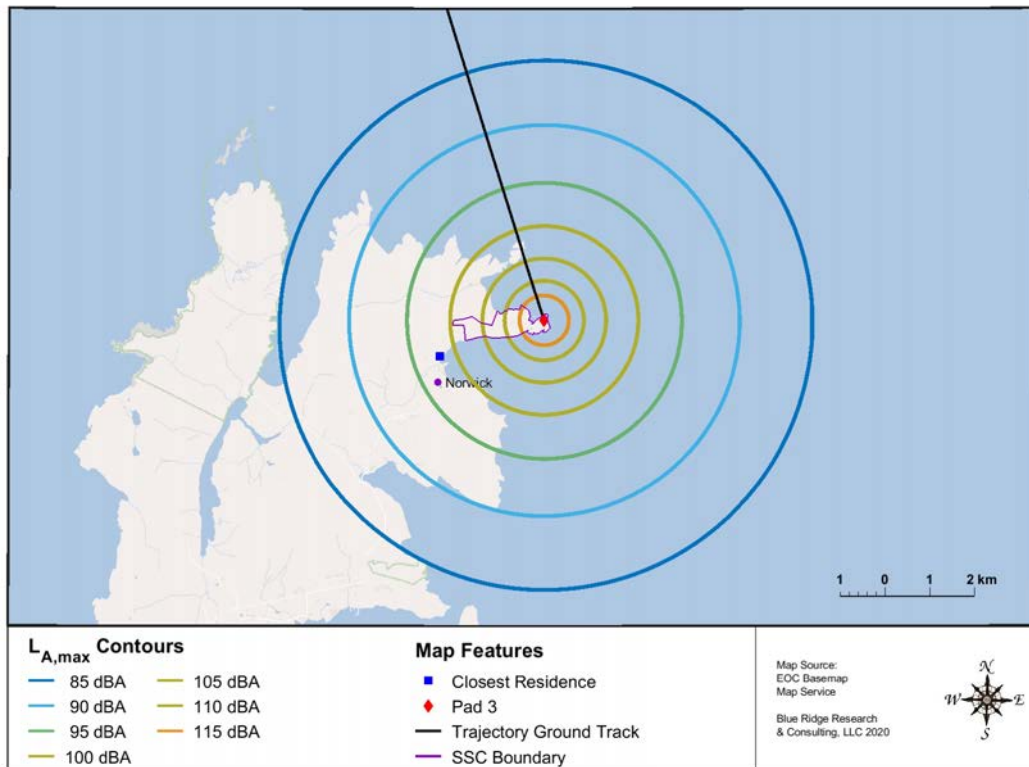 Norwick
1 0 1 2 km
L_A,max Contours
85 dBA
90 dBA
95 dBA
100 dBA
105 dBA
110 dBA
115 dBA
Map Features
Closest Residence
Pad 3
Trajectory Ground Track
SSC Boundary
Map Source:
EOC Basemap
Map Service
Blue Ridge Research
& Consulting, LLC 2020
N
W E
S